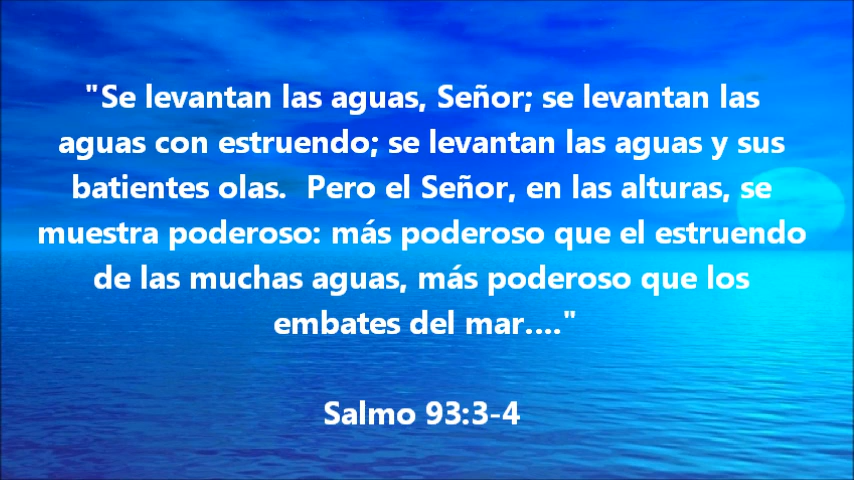 "Se levantan las aguas, Señor; se levantan las
aguas con estruendo; se levantan las aguas y sus
batientes olas.  Pero el Señor, en las alturas, se
muestra poderoso: más poderoso que el estruendo
de las muchas aguas, más poderoso que los
embates del mar...."
Salmo 93:3-4